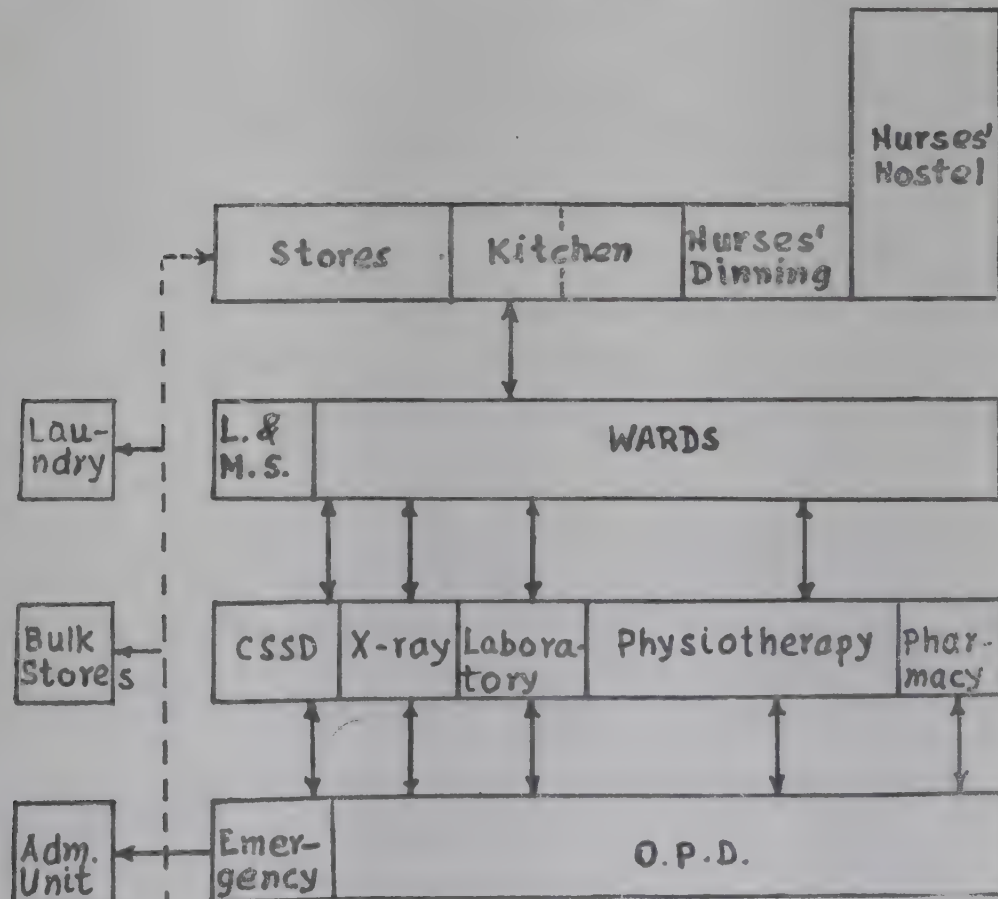 Nurses'
Hostel
Stores
Kitchen
Nurses'
Dinning
Lau-
ndry
L. &
M.S.
WARDS
Bulk
Stores
CSSD
X-ray
Labora-
tory
Physiotherapy
Phar-
macy
Adm.
Unit
Emer-
gency
O.P.D.